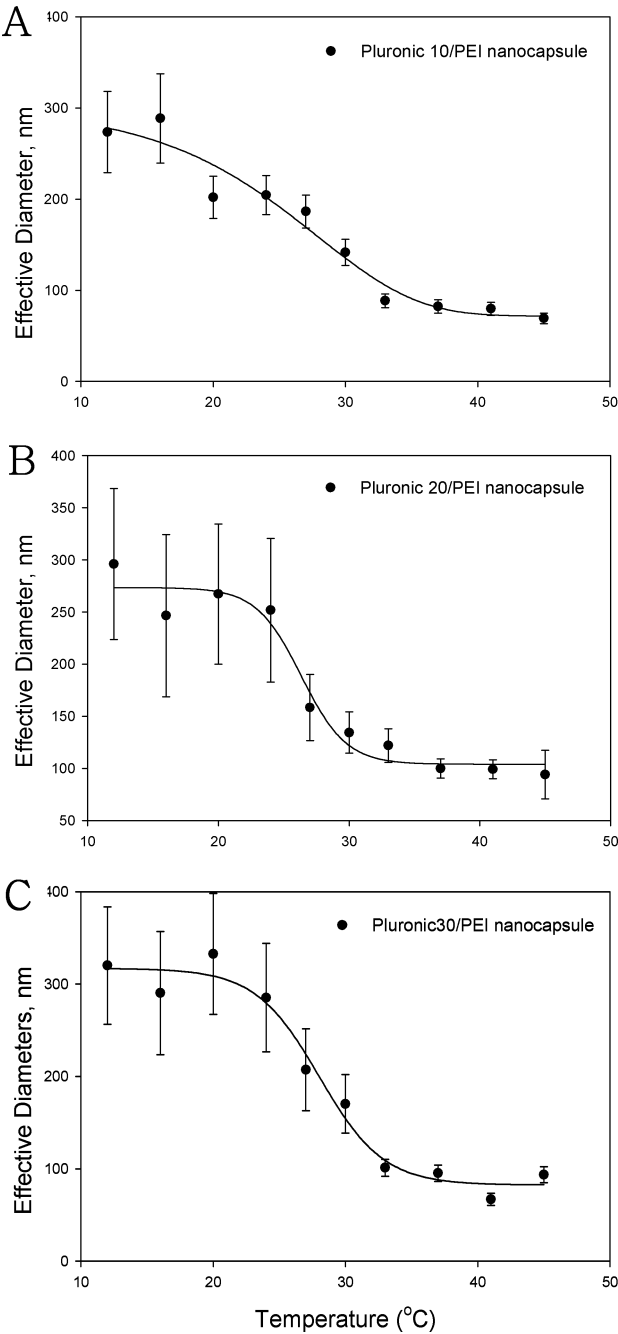 A
400
300
200
100
0
Effective Diameter, nm
Pluronic 10/PEI nanocapsule
10 20 30 40 50
B
400
350
300
250
200
150
100
50
Effective Diameter, nm
Pluronic 20/PEI nanocapsule
10 20 30 40 50
C
400
300
200
100
0
Effective Diameters, nm
Pluronic30/PEI nanocapsule
10 20 30 40 50
Temperature (°C)